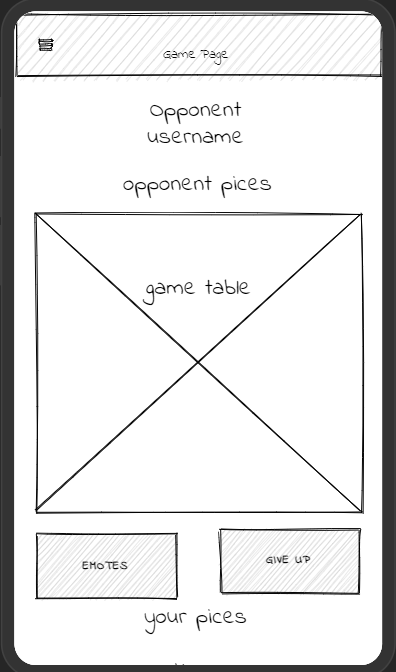 Game Page
Opponent
username
opponent pices
game table
EMOTES
GIVE UP
your pices